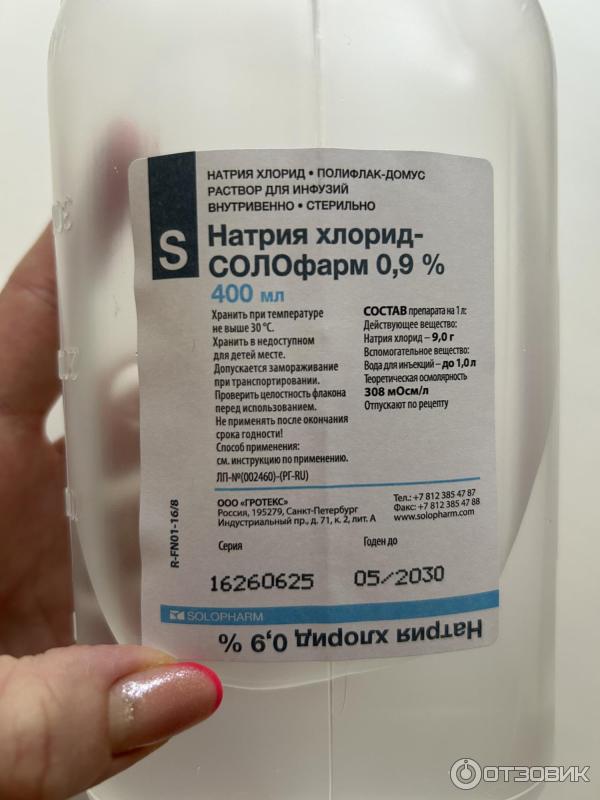 НАТРИЯ ХЛОРИД • ПОЛИФЛАК-ДОМУС
РАСТВОР ДЛЯ ИНФУЗИЙ
ВНУТРИВЕННО • СТЕРИЛЬНО
S
Натрия хлорид-
СОЛОфарм 0,9 %
400 мл
Хранить при температуре
не выше 30 °С.
Хранить в недоступном
для детей месте.
Допускается замораживание
при транспортировании.
Проверить целостность флакона
перед использованием.
Не применять после окончания
срока годности!
Способ применения:
см. инструкцию по применению.
ЛП-№(002460)-(РГ-RU)
СОСТАВ препарата на 1 л:
Действующее вещество:
Натрия хлорид – 9,0 г
Вспомогательное вещество:
Вода для инъекций – до 1,0 л
Теоретическая осмолярность
308 мОсм/л
Отпускают по рецепту
R-FN01-16/8
ООО "ГРОТЕКС"
Россия, 195279, Санкт-Петербург
Индустриальный пр., д. 71, к. 2, лит. А
Тел.: +7 812 385 47 87
Факс: +7 812 385 47 88
www.solopharm.com
Серия
Годен до
16260625
05/2030
SOLOPHARM
Натрия хлорид 0,9 %
ОТЗОВИК